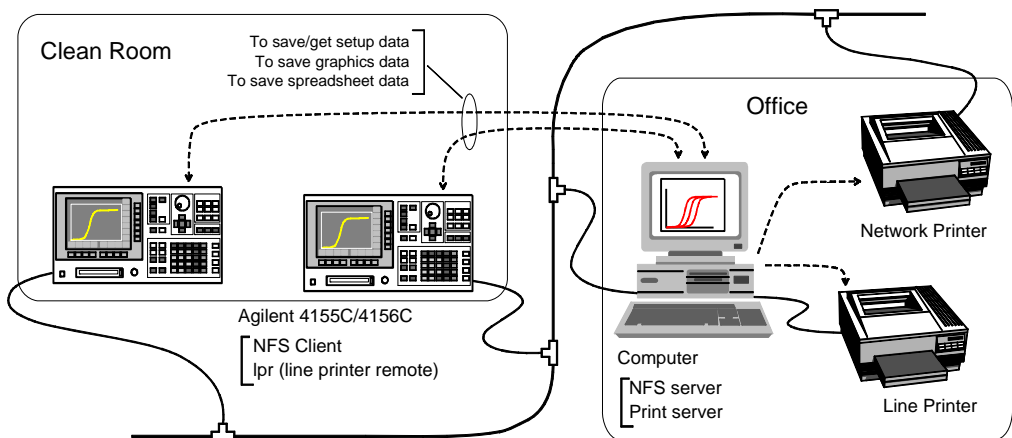 Clean Room
To save/get setup data
To save graphics data
To save spreadsheet data
Office
Network Printer
Agilent 4155C/4156C
NFS Client
lpr (line printer remote)
Computer
NFS server
Print server
Line Printer